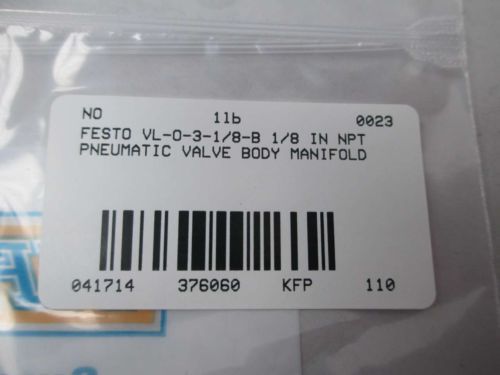 NO 11b 0023
FESTO VL-O-3-1/8-B 1/8 IN NPT
PNEUMATIC VALVE BODY MANIFOLD
041714 376060 KFP 110